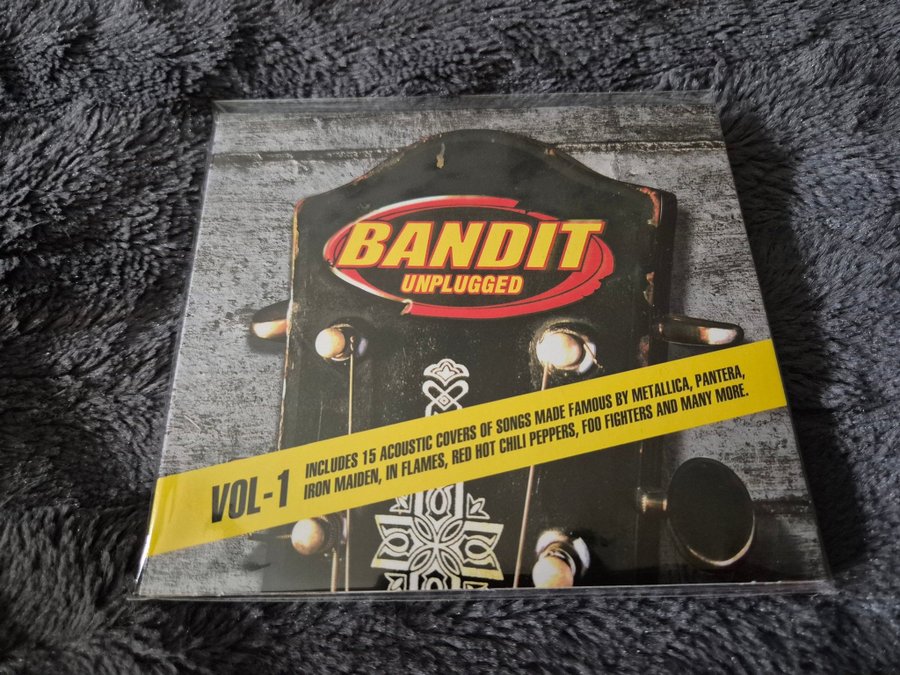 BANDIT
UNPLUGGED
VOL-1
INCLUDES 15 ACOUSTIC COVERS OF SONGS MADE FAMOUS BY METALLICA, PANTERA,
IRON MAIDEN, IN FLAMES, RED HOT CHILI PEPPERS, FOO FIGHTERS AND MANY MORE.